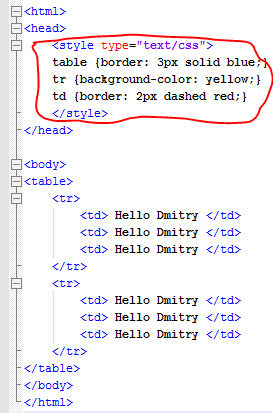 <html>
<head>
<style type="text/css">
table {border: 3px solid blue;}
tr {background-color: yellow;}
td {border: 2px dashed red;}
</style>
</head>
<body>
<table>
<tr>
<td> Hello Dmitry </td>
<td> Hello Dmitry </td>
<td> Hello Dmitry </td>
</tr>
<tr>
<td> Hello Dmitry </td>
<td> Hello Dmitry </td>
<td> Hello Dmitry </td>
</tr>
</table>
</body>
</html>